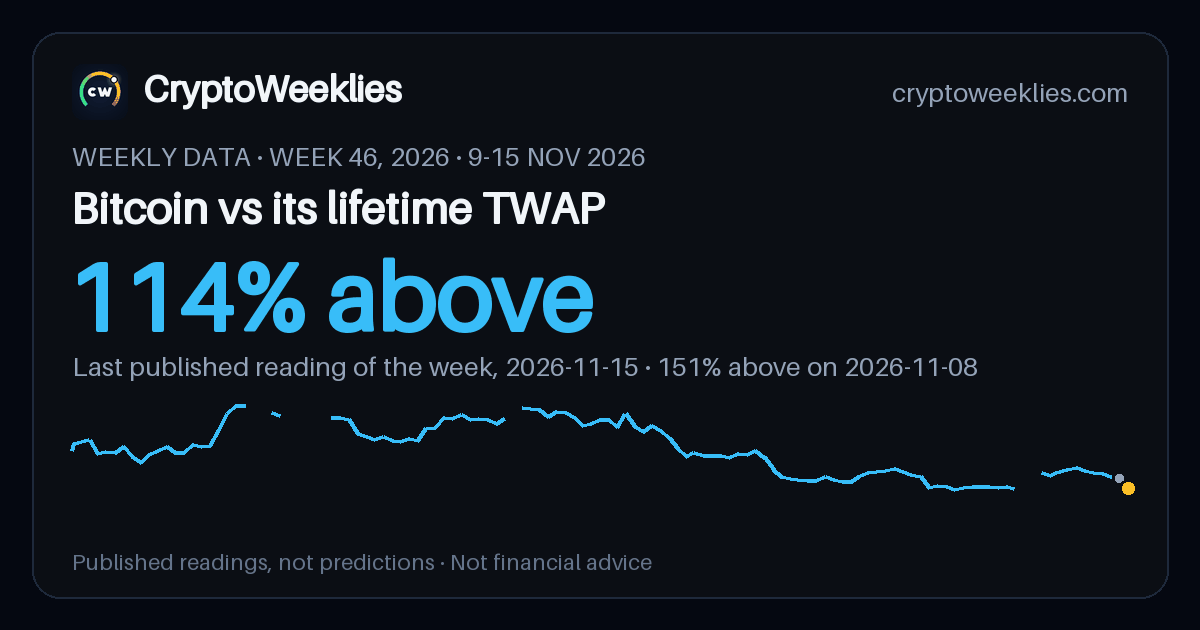 CW
CryptoWeeklies
cryptoweeklies.com
WEEKLY DATA · WEEK 46, 2026 · 9-15 NOV 2026
Bitcoin vs its lifetime TWAP
114% above
Last published reading of the week, 2026-11-15 · 151% above on 2026-11-08
Published readings, not predictions · Not financial advice